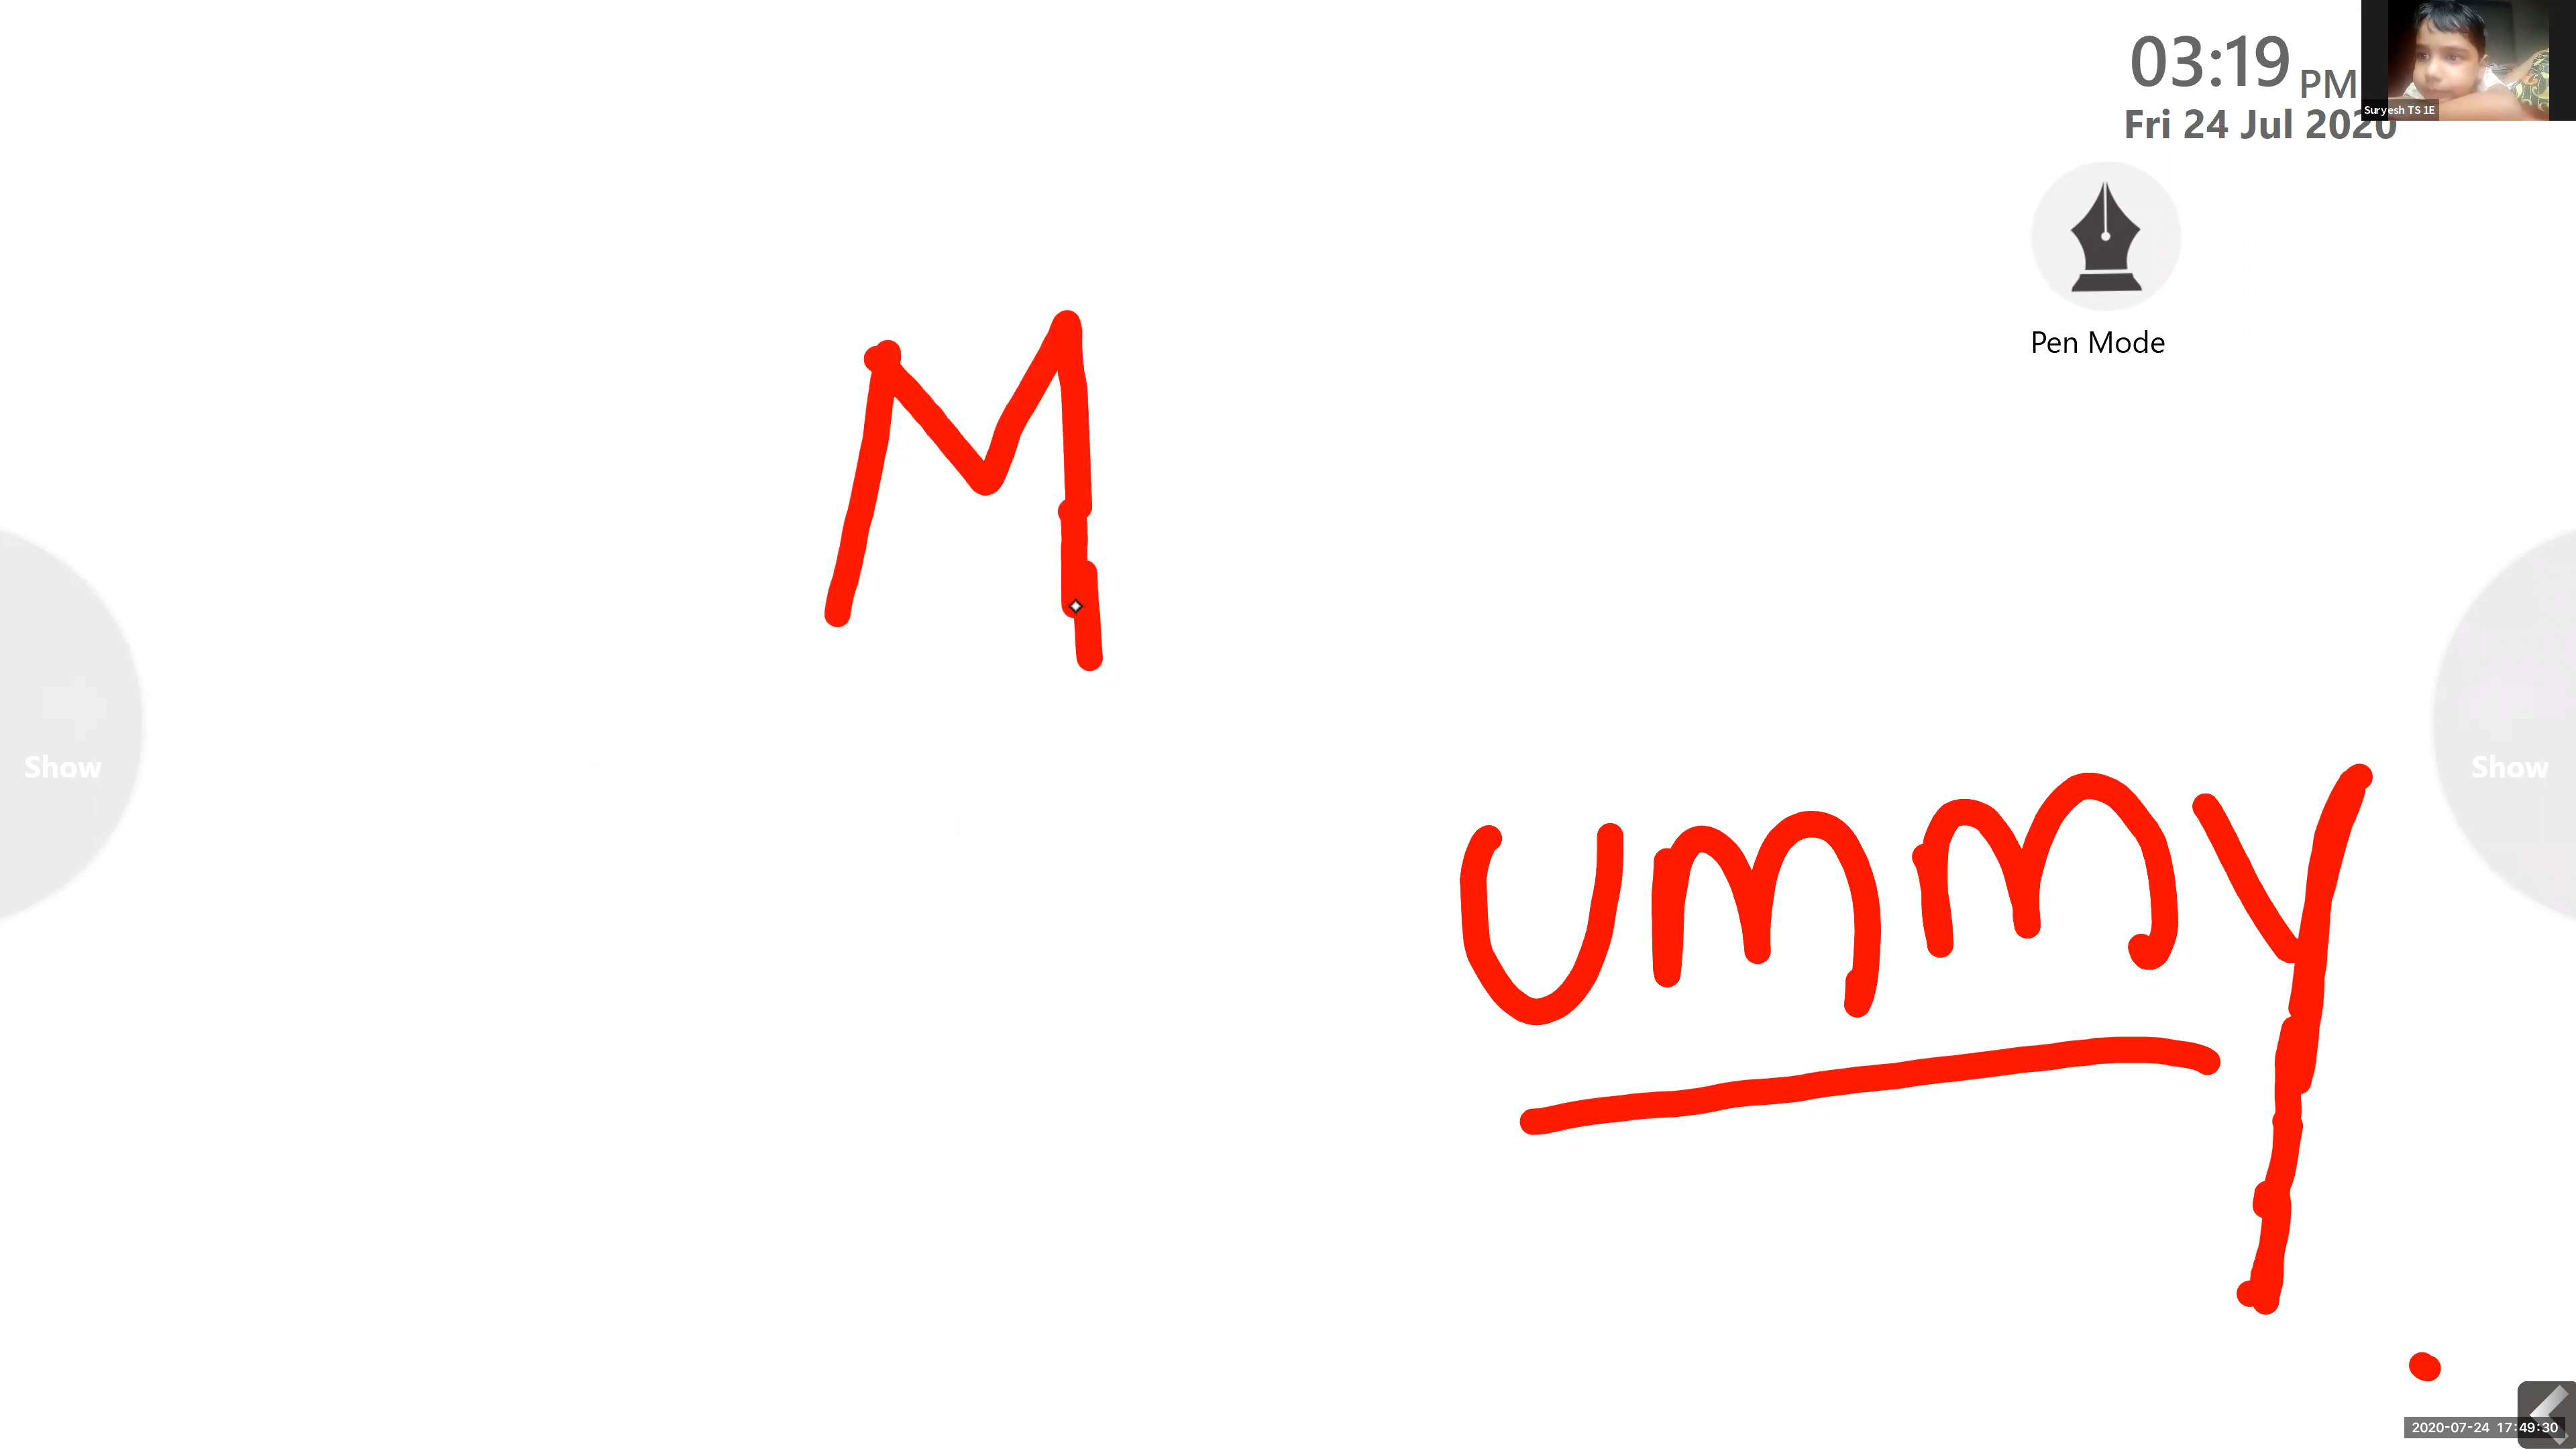 03:19 PM
Suryesh TS 1E
Fri 24 Jul 2020
Pen Mode
M
Show
Show
ummy
2020-07-24 17:49:30